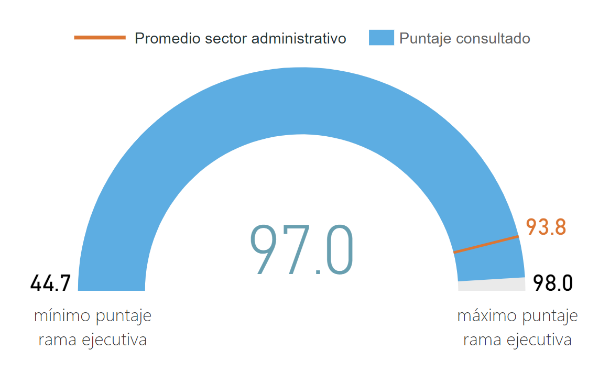 Promedio sector administrativo
Puntaje consultado
93.8
97.0
44.7
98.0
mínimo puntaje
rama ejecutiva
máximo puntaje
rama ejecutiva